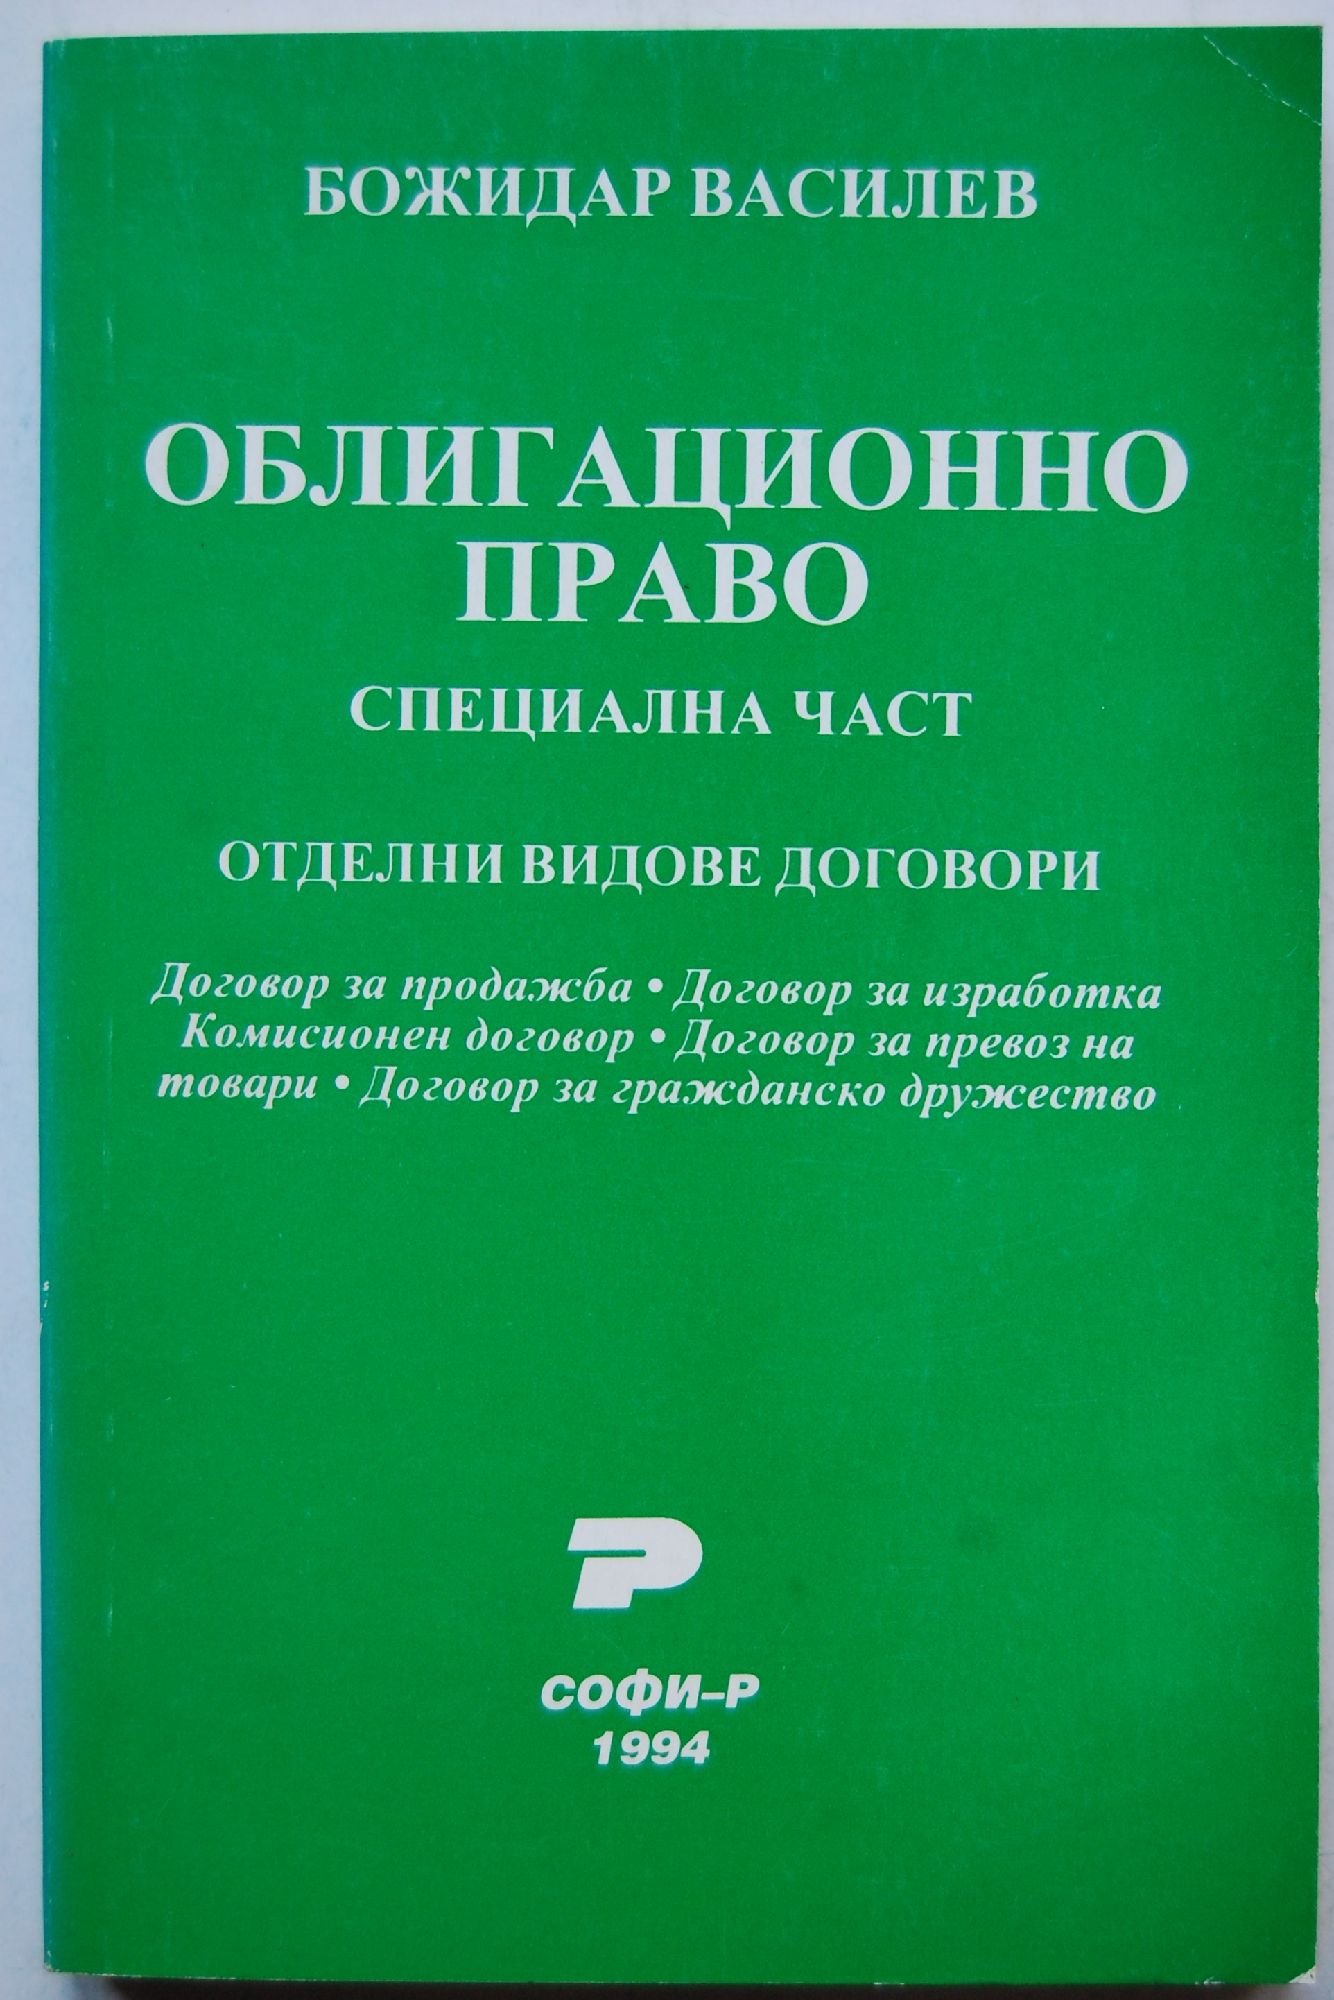 БОЖИДАР ВАСИЛЕВ
ОБЛИГАЦИОННО
ПРАВО
СПЕЦИАЛНА ЧАСТ
ОТДЕЛНИ ВИДОВЕ ДОГОВОРИ
Договор за продажба • Договор за изработка
Комисионен договор • Договор за превоз на
товари • Договор за гражданско дружество
Р
СОФИ–Р
1994